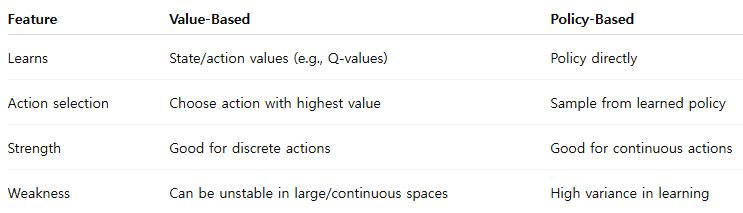 Feature Value-Based Policy-Based
Learns State/action values (e.g., Q-values) Policy directly
Action selection Choose action with highest value Sample from learned policy
Strength Good for discrete actions Good for continuous actions
Weakness Can be unstable in large/continuous spaces High variance in learning